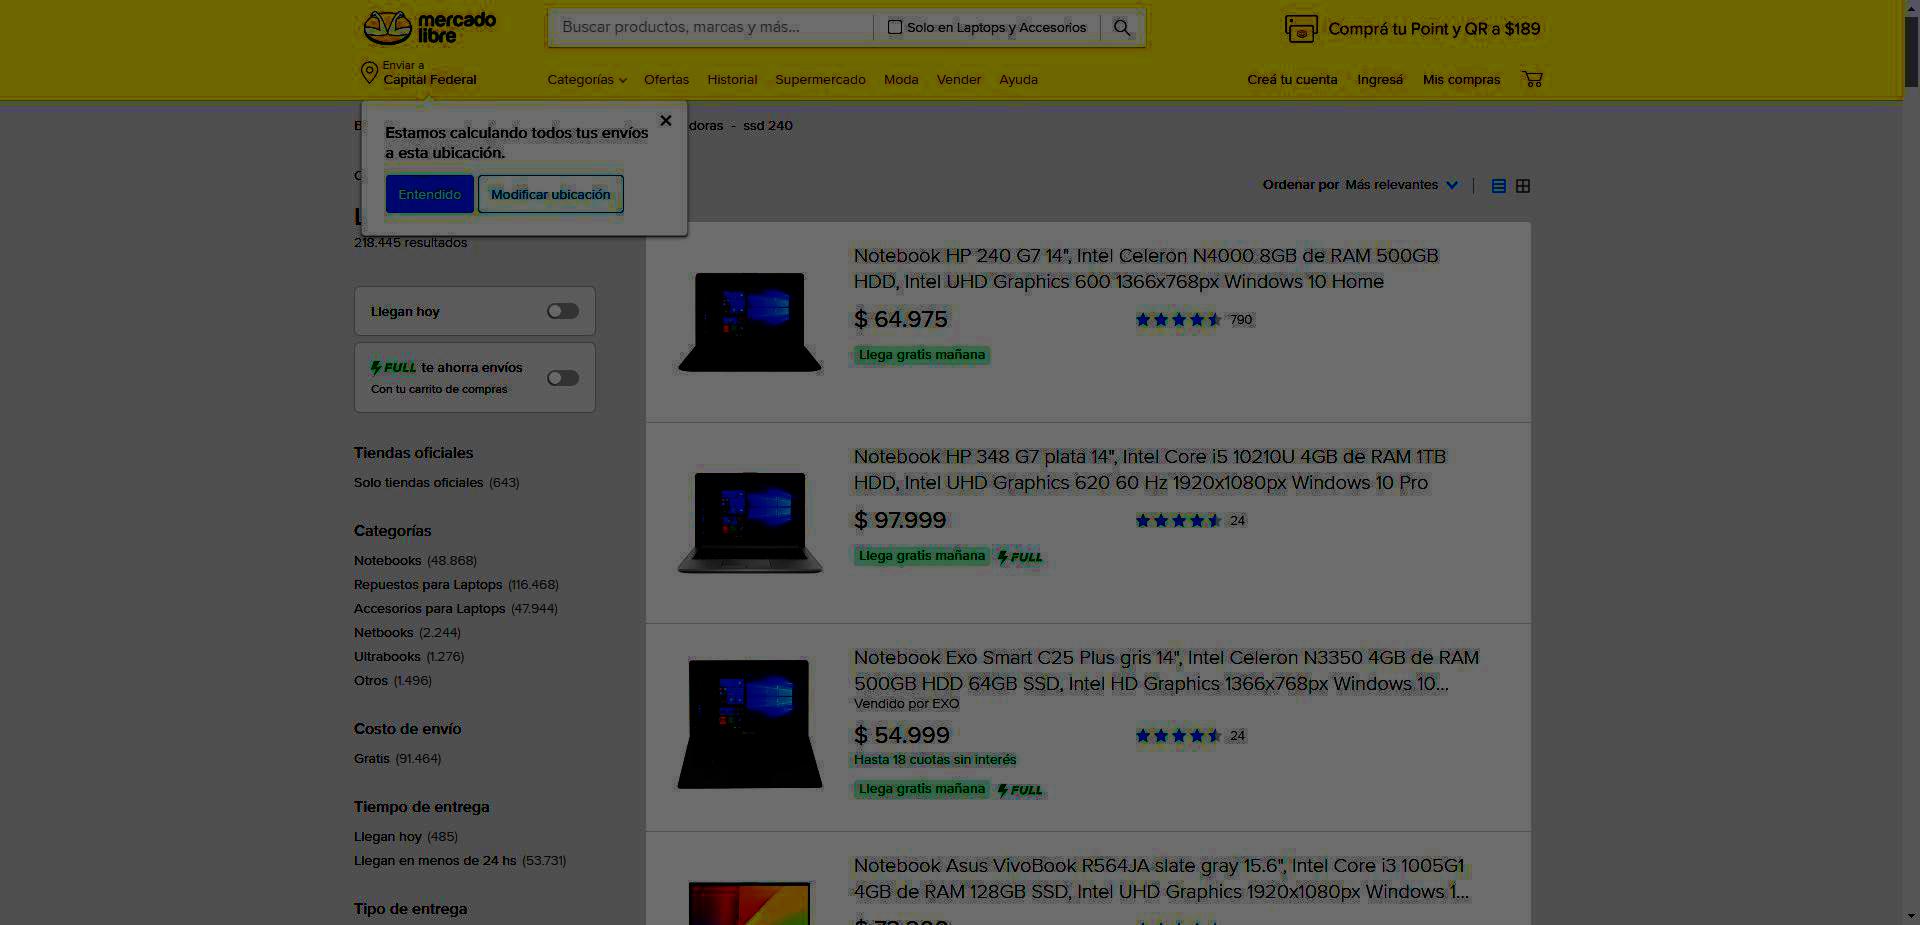 mercado
libre
Buscar productos, marcas y más...
Solo en Laptops y Accesorios
Comprá tu Point y QR a $189
Enviar a
Capital Federal
Categorías
Ofertas
Historial
Supermercado
Moda
Vender
Ayuda
Creá tu cuenta
Ingresá
Mis compras
Estamos calculando todos tus envíos
a esta ubicación.
Entendido
Modificar ubicación
doras - ssd 240
218.445 resultados
Ordenar por Más relevantes
Llegan hoy
FULL te ahorra envíos
Con tu carrito de compras
Tiendas oficiales
Solo tiendas oficiales (643)
Categorías
Notebooks (48.868)
Repuestos para Laptops (116.468)
Accesorios para Laptops (47.944)
Netbooks (2.244)
Ultrabooks (1.276)
Otros (1.496)
Costo de envío
Gratis (91.464)
Tiempo de entrega
Llegan hoy (485)
Llegan en menos de 24 hs (53.731)
Tipo de entrega
Notebook HP 240 G7 14", Intel Celeron N4000 8GB de RAM 500GB
HDD, Intel UHD Graphics 600 1366x768px Windows 10 Home
$ 64.975
790
Llega gratis mañana
Notebook HP 348 G7 plata 14", Intel Core i5 10210U 4GB de RAM 1TB
HDD, Intel UHD Graphics 620 60 Hz 1920x1080px Windows 10 Pro
$ 97.999
24
Llega gratis mañana FULL
Notebook Exo Smart C25 Plus gris 14", Intel Celeron N3350 4GB de RAM
500GB HDD 64GB SSD, Intel HD Graphics 1366x768px Windows 10...
Vendido por EXO
$ 54.999
24
Hasta 18 cuotas sin interés
Llega gratis mañana FULL
Notebook Asus VivoBook R564JA slate gray 15.6", Intel Core i3 1005G1
4GB de RAM 128GB SSD, Intel UHD Graphics 1920x1080px Windows 1...